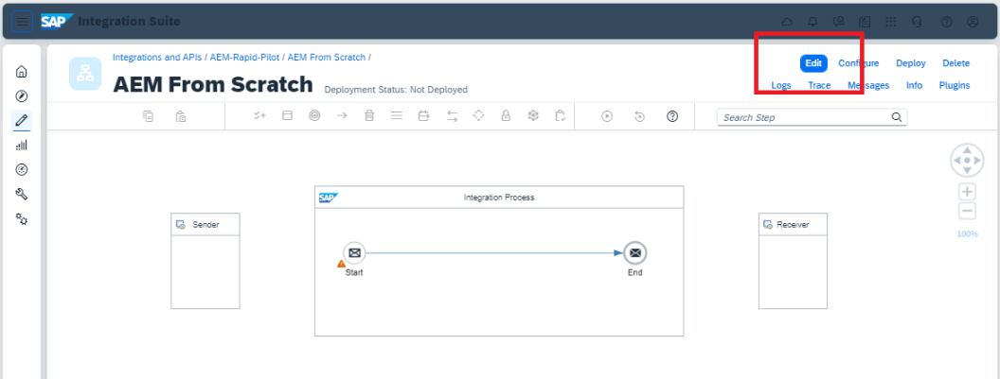 SAP Integration Suite
Integrations and APIs / AEM-Rapid-Pilot / AEM From Scratch /
AEM From Scratch
Deployment Status: Not Deployed
Edit Configure Deploy Delete
Logs Trace Messages Info Plugins
Search Step
SAP Integration Process
Sender
Receiver
Start
End
100%